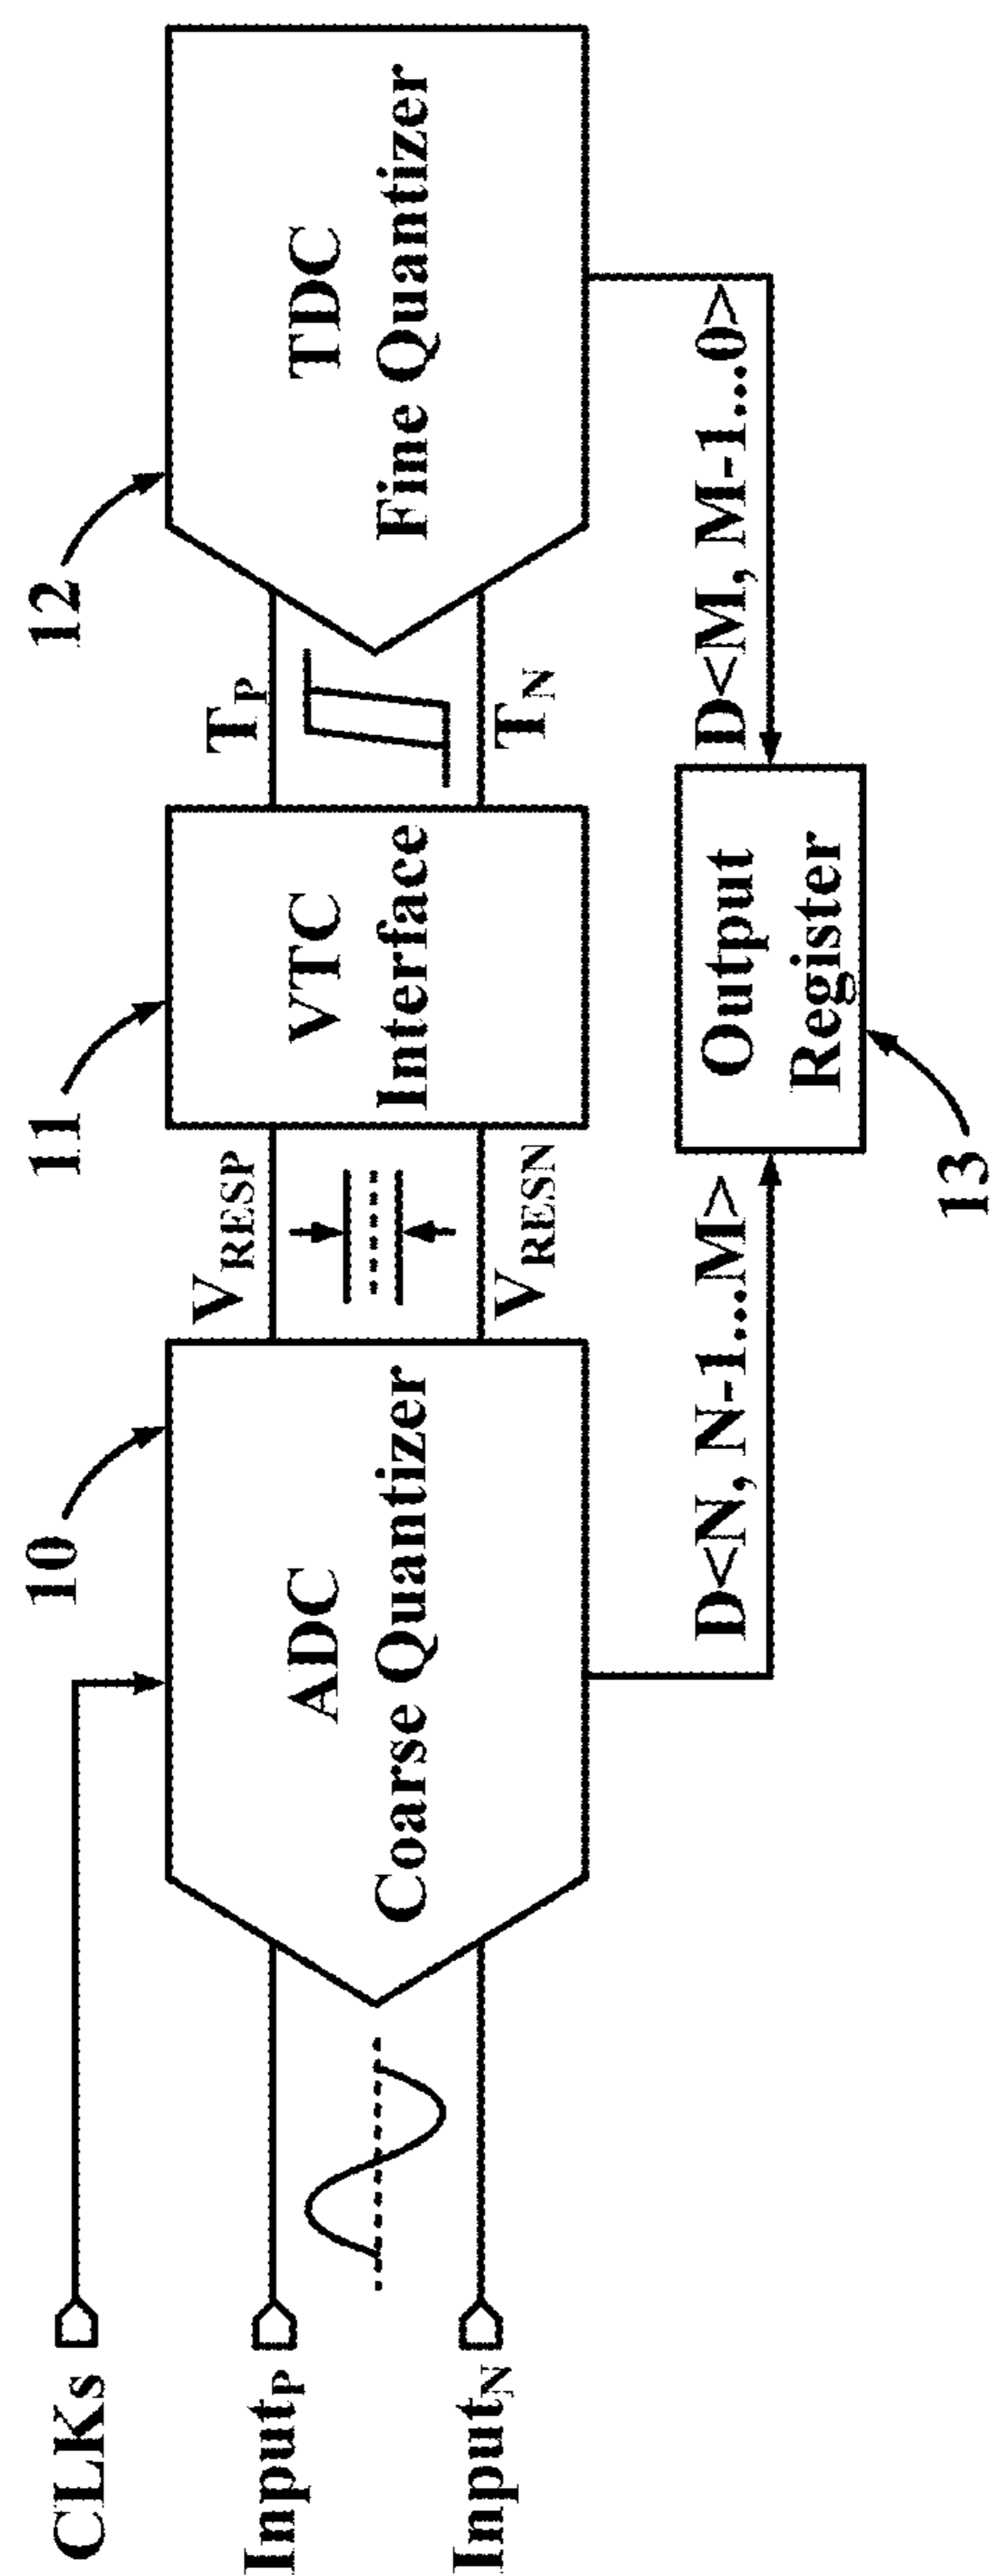 CLKs
InputP
InputN
10
ADC
Coarse Quantizer
VRESP
VRESN
11
VTC
Interface
TP
TN
12
TDC
Fine Quantizer
D<N, N-1...M>
D<M, M-1...0>
Output
Register
13